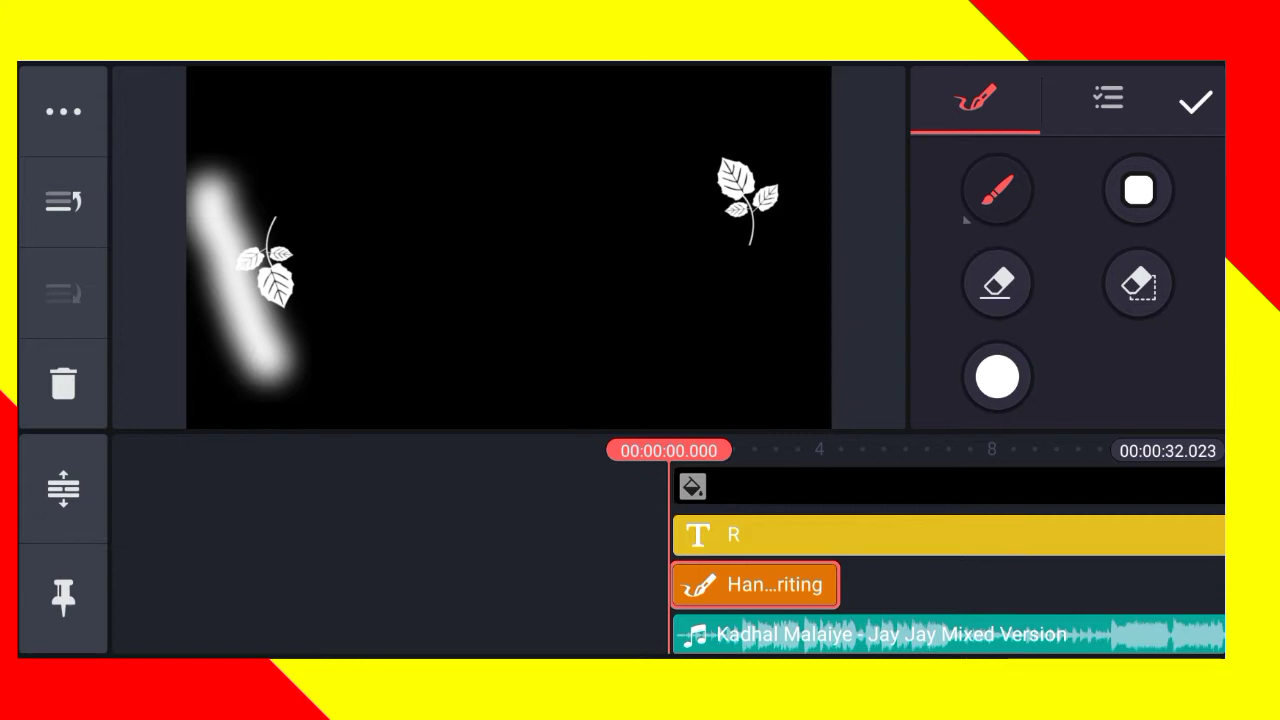 00:00:00.000
4
8
00:00:32.023
T R
Han...riting
Kadhal Malaiye - Jay Jay Mixed Version